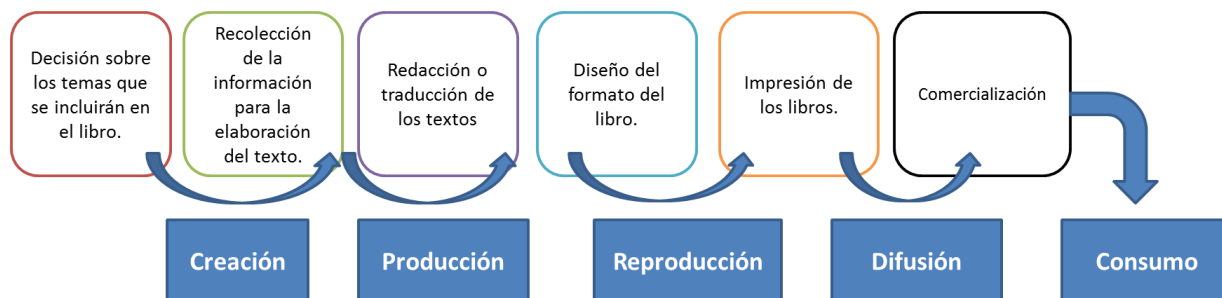 Decisión sobre
los temas que
se incluirán en
el libro.
Recolección
de la
información
para la
elaboración
del texto.
Redacción o
traducción de
los textos
Diseño del
formato del
libro.
Impresión de
los libros.
Comercialización
Creación
Producción
Reproducción
Difusión
Consumo